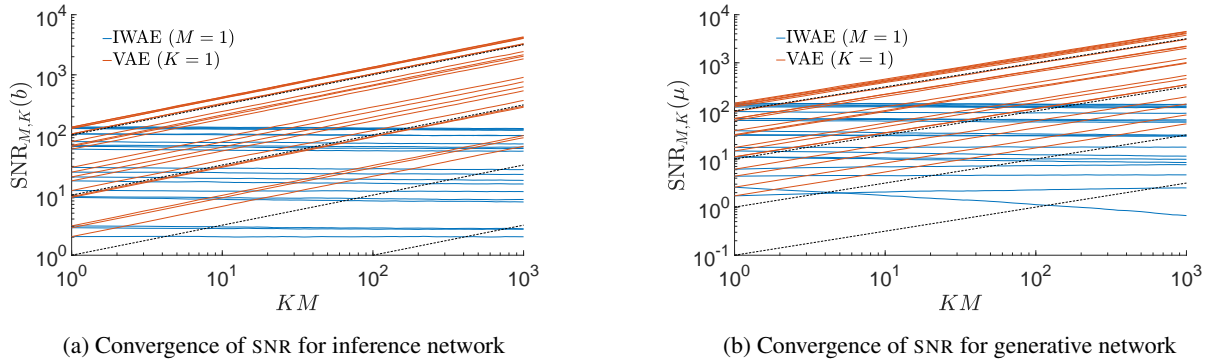 10^4
10^3
10^2
10^1
10^0
SNR_{M,K}(b)
IWAE (M = 1)
VAE (K = 1)
10^0
10^1
10^2
10^3
KM
(a) Convergence of SNR for inference network
10^4
10^3
10^2
10^1
10^0
10^-1
SNR_{M,K}(μ)
IWAE (M = 1)
VAE (K = 1)
10^0
10^1
10^2
10^3
KM
(b) Convergence of SNR for generative network